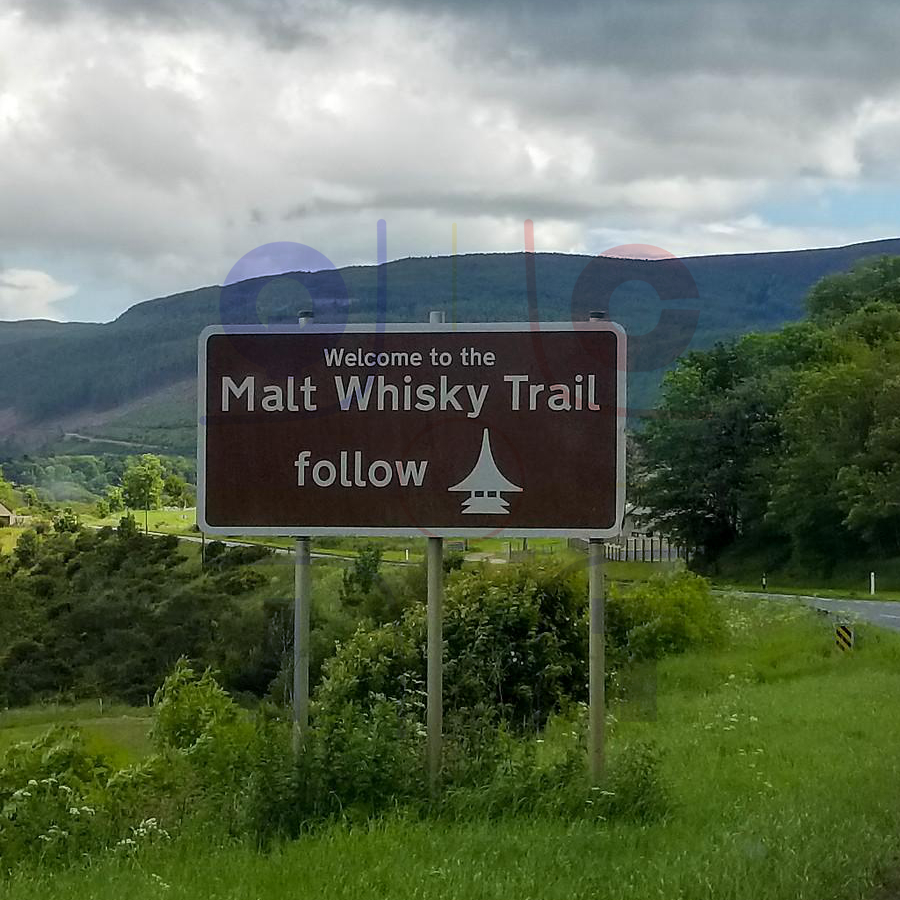 Welcome to the
Malt Whisky Trail
follow